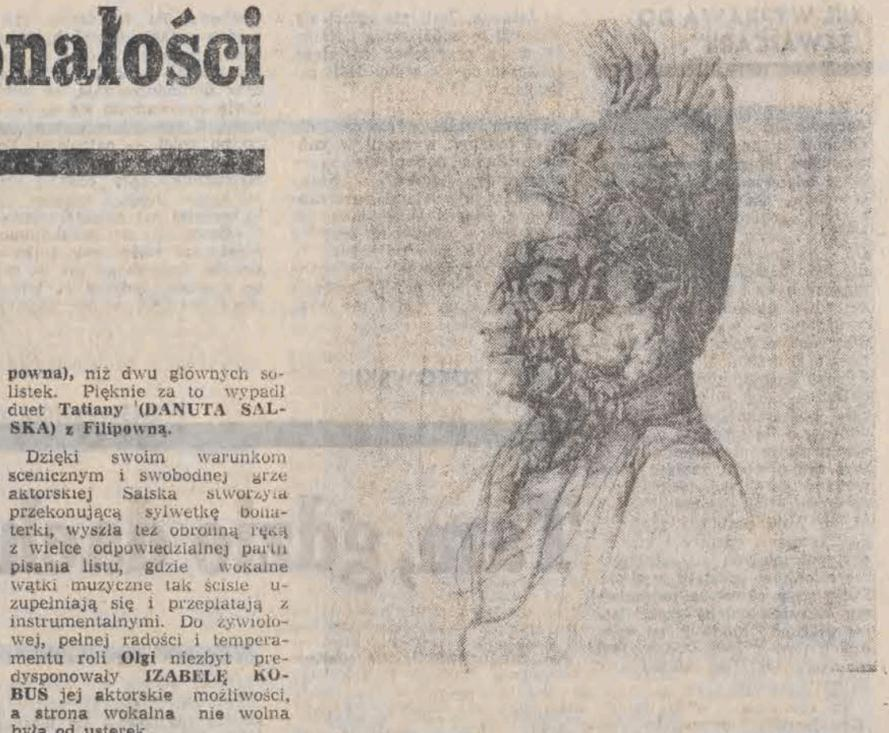 onałości
powna), niż dwu głównych so-
listek. Pięknie za to wypadł
duet Tatiany (DANUTA SAL-
SKA) z Filipowną.
Dzięki swoim warunkom
scenicznym i swobodnej grze
aktorskiej Salska stworzyła
przekonującą sylwetkę boha-
terki, wyszła też obronną ręką
z wielce odpowiedzialnej partii
pisania listu, gdzie wokalne
wątki muzyczne tak ściśle u-
zupełniają się i przeplatają z
instrumentalnymi. Do żywioło-
wej, pełnej radości i tempera-
mentu roli Olgi niezbyt pre-
dysponowały IZABELĘ KO-
BUS jej aktorskie możliwości,
a strona wokalna nie wolna
była od usterek.